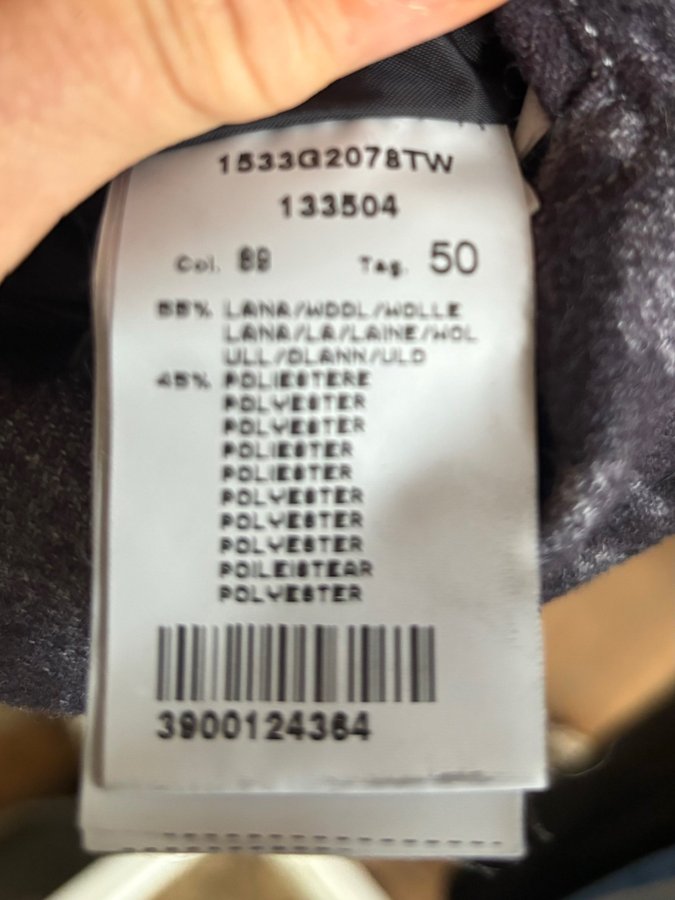 1533G2078TW
133504
Col. 89 Tag. 50
55% LANA/WOOL/WOLLE
LANA/LA/LAINE/WOL
ULL/OLANN/ULD
45% POLIESTERE
POLYESTER
POLYESTER
POLIESTER
POLIESTER
POLYESTER
POLYESTER
POLYESTER
POILEISTEAR
POLYESTER
3900124364